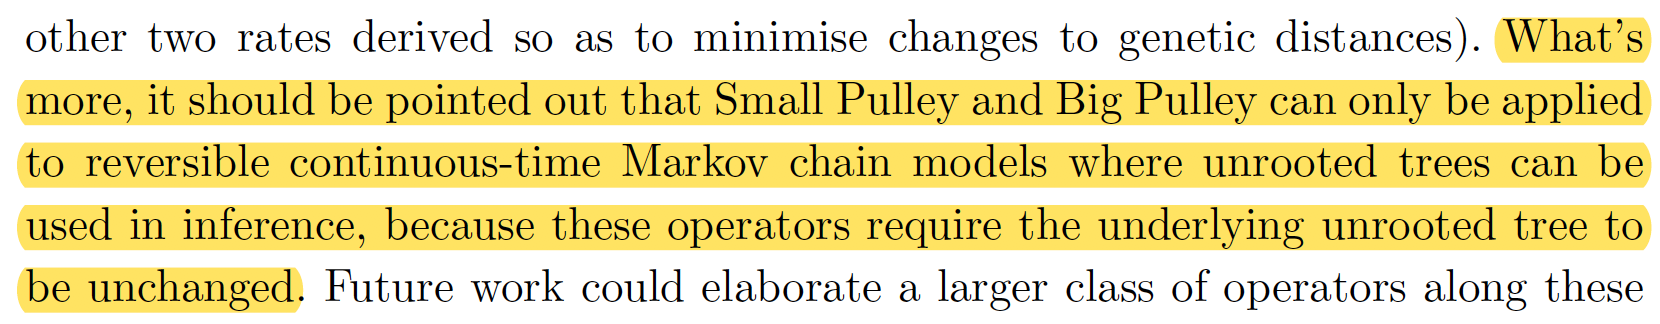 other two rates derived so as to minimise changes to genetic distances). What's
more, it should be pointed out that Small Pulley and Big Pulley can only be applied
to reversible continuous-time Markov chain models where unrooted trees can be
used in inference, because these operators require the underlying unrooted tree to
be unchanged. Future work could elaborate a larger class of operators along these